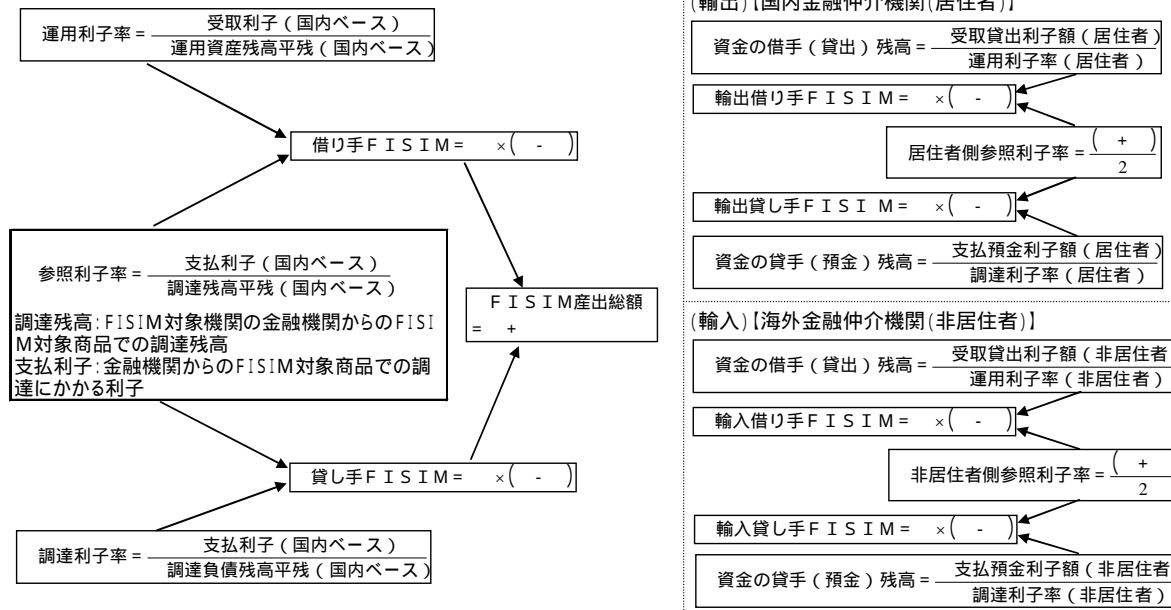 運用利子率＝受取利子（国内ベース）
運用資産残高平残（国内ベース）
借り手ＦＩＳＩＭ＝　×（　-　）
参照利子率＝支払利子（国内ベース）
調達残高平残（国内ベース）
調達残高：FISIM対象機関の金融機関からのFISI
M対象商品での調達残高
支払利子：金融機関からのFISIM対象商品での調
達にかかる利子
ＦＩＳＩＭ産出総額
＝　+
貸し手ＦＩＳＩＭ＝　×（　-　）
調達利子率＝支払利子（国内ベース）
調達負債残高平残（国内ベース）
(輸出)【国内金融仲介機関(居住者)】
資金の借手（貸出）残高＝受取貸出利子額（居住者）
運用利子率（居住者）
輸出借り手ＦＩＳＩＭ＝　×（　-　）
居住者側参照利子率＝（　+　）
2
輸出貸し手ＦＩＳＩ Ｍ＝　×（　-　）
資金の貸手（預金）残高＝支払預金利子額（居住者）
調達利子率（居住者）
(輸入)【海外金融仲介機関(非居住者)】
資金の借手（貸出）残高＝受取貸出利子額（非居住者
運用利子率（非居住者）
輸入借り手ＦＩＳＩＭ＝　×（　-　）
非居住者側参照利子率＝（　+
2
輸入貸し手ＦＩＳＩＭ＝　×（　-　）
資金の貸手（預金）残高＝支払預金利子額（非居住者
調達利子率（非居住者）